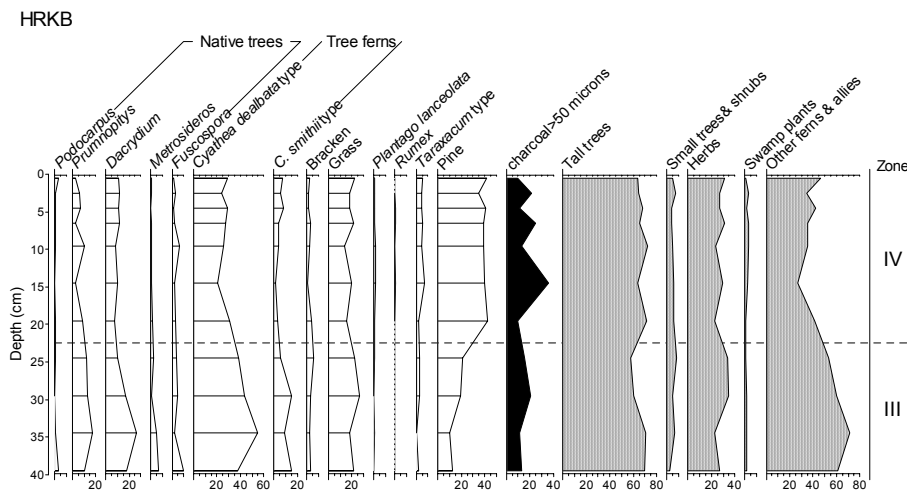 HRKB
Native trees
Tree ferns
Podocarpus
Prumnopitys
Dacrydium
Metrosideros
Fuscospora
Cyathea dealbata type
C. smithii type
Bracken
Grass
Plantago lanceolata
Rumex
Taraxacum type
Pine
charcoal>50 microns
Tall trees
Small trees & shrubs
Herbs
Swamp plants
Other ferns & allies
Zone
Depth (cm)
0
5
10
15
20
25
30
35
40
IV
III
20 20 20 40 60 20 20 20 40 20 40 20 40 60 80 20 40 20 40 60 80